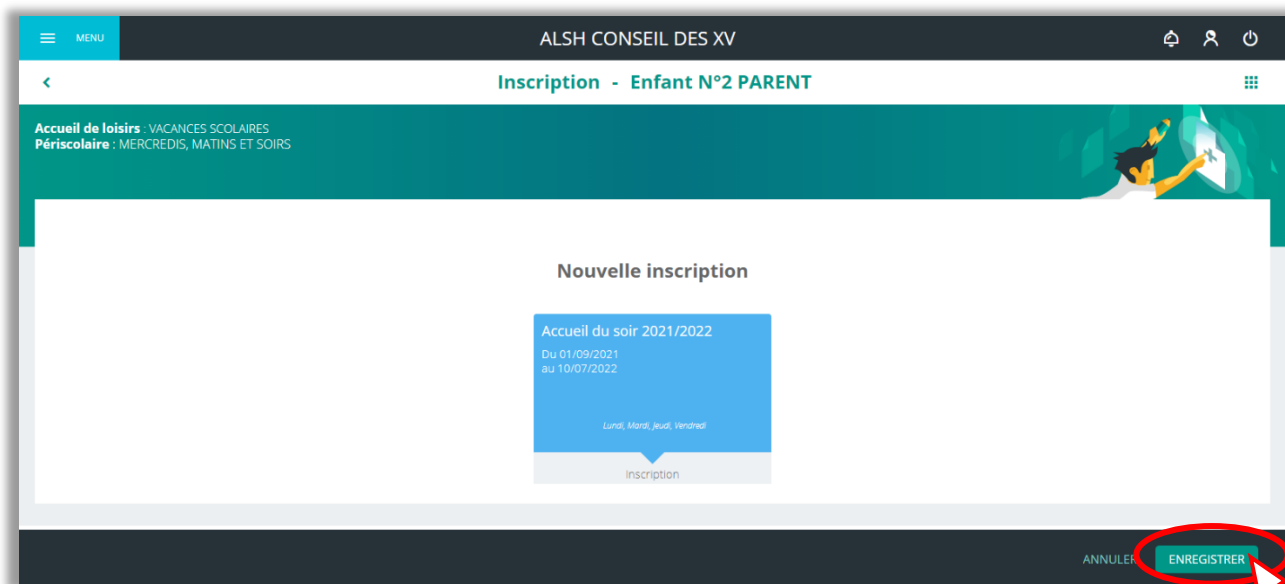 MENU
ALSH CONSEIL DES XV
Inscription - Enfant N°2 PARENT
Accueil de loisirs : VACANCES SCOLAIRES
Périscolaire : MERCREDIS, MATINS ET SOIRS
Nouvelle inscription
Accueil du soir 2021/2022
Du 01/09/2021
au 10/07/2022
Lundi, Mardi, Jeudi, Vendredi
Inscription
ANNULER
ENREGISTRER